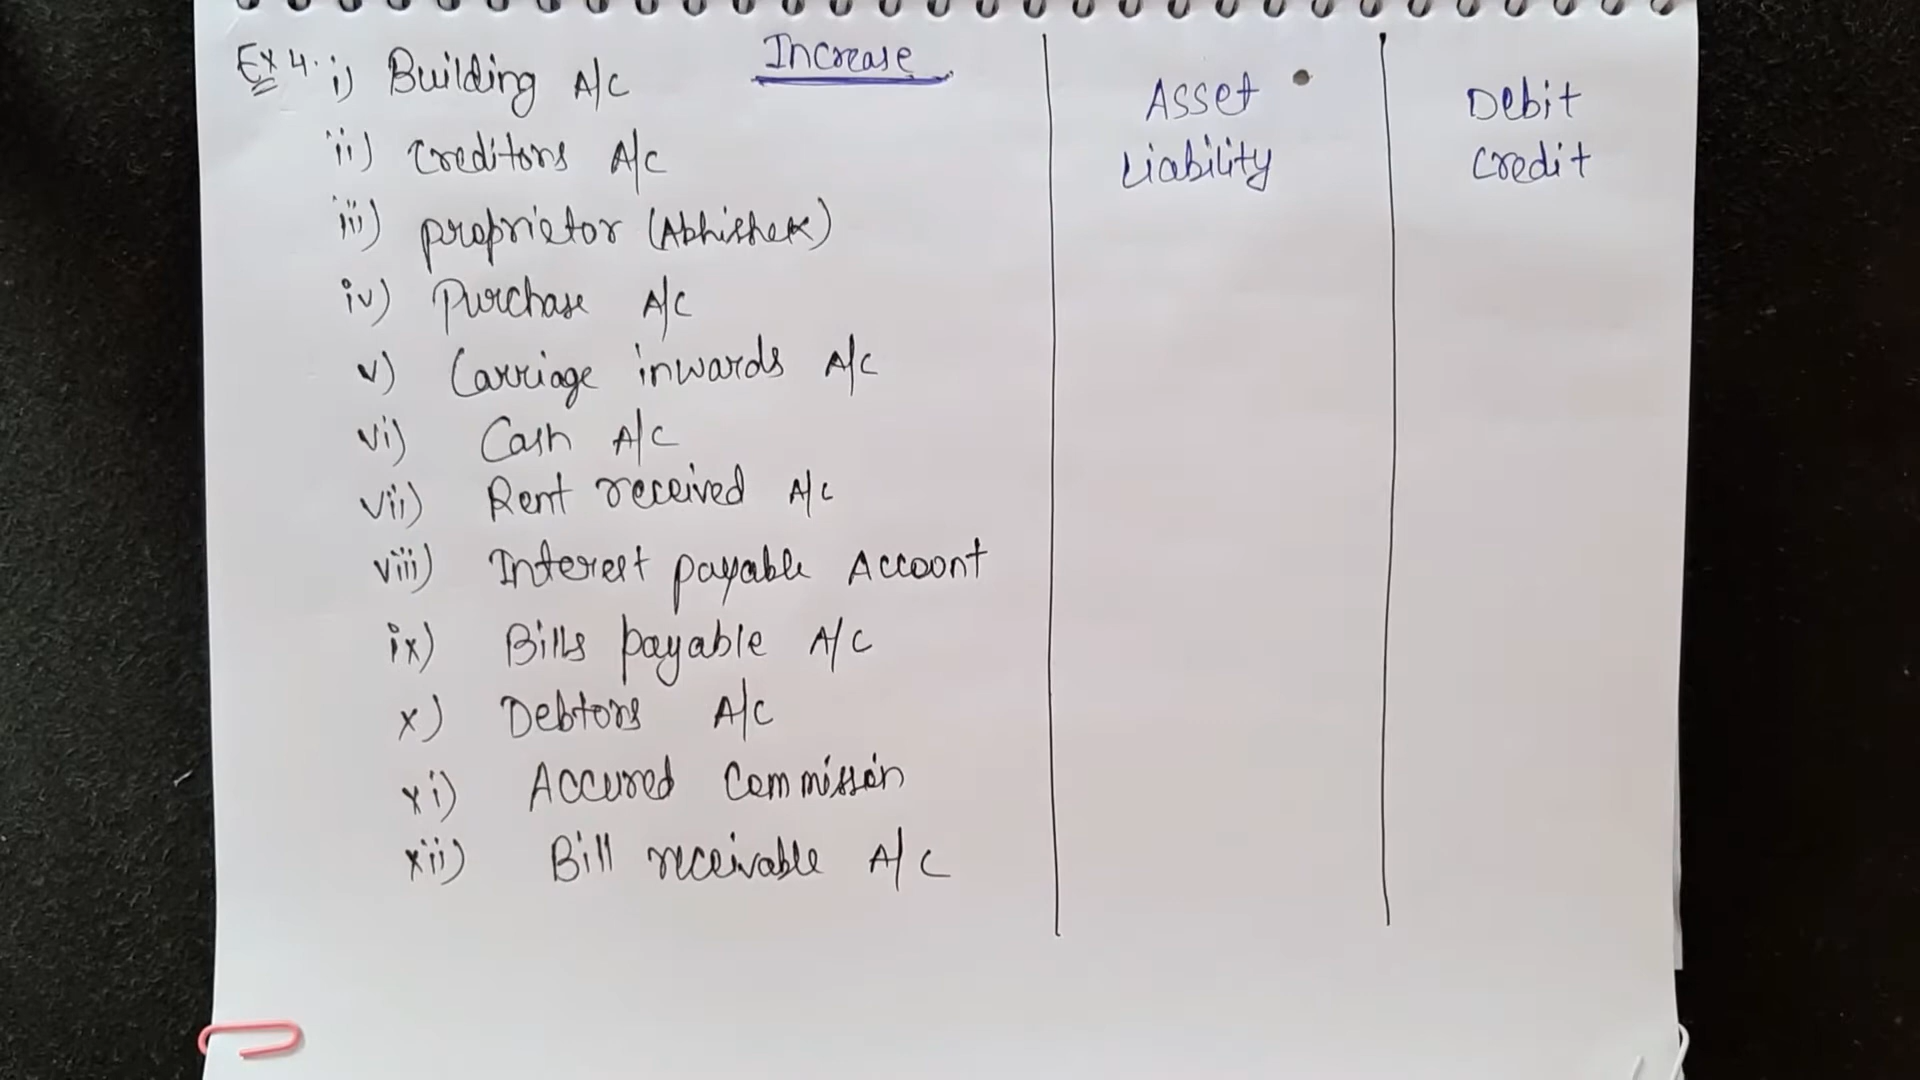 Ex 4. i) Building A/c Increase Asset Debit
ii) Creditors A/c Liability Credit
iii) proprietor (Abhishek)
iv) Purchase A/c
v) Carriage inwards A/c
vi) Cash A/c
vii) Rent received A/c
viii) Interest payable Account
ix) Bills payable A/c
x) Debtors A/c
xi) Accured Commission
xii) Bill receivable A/c